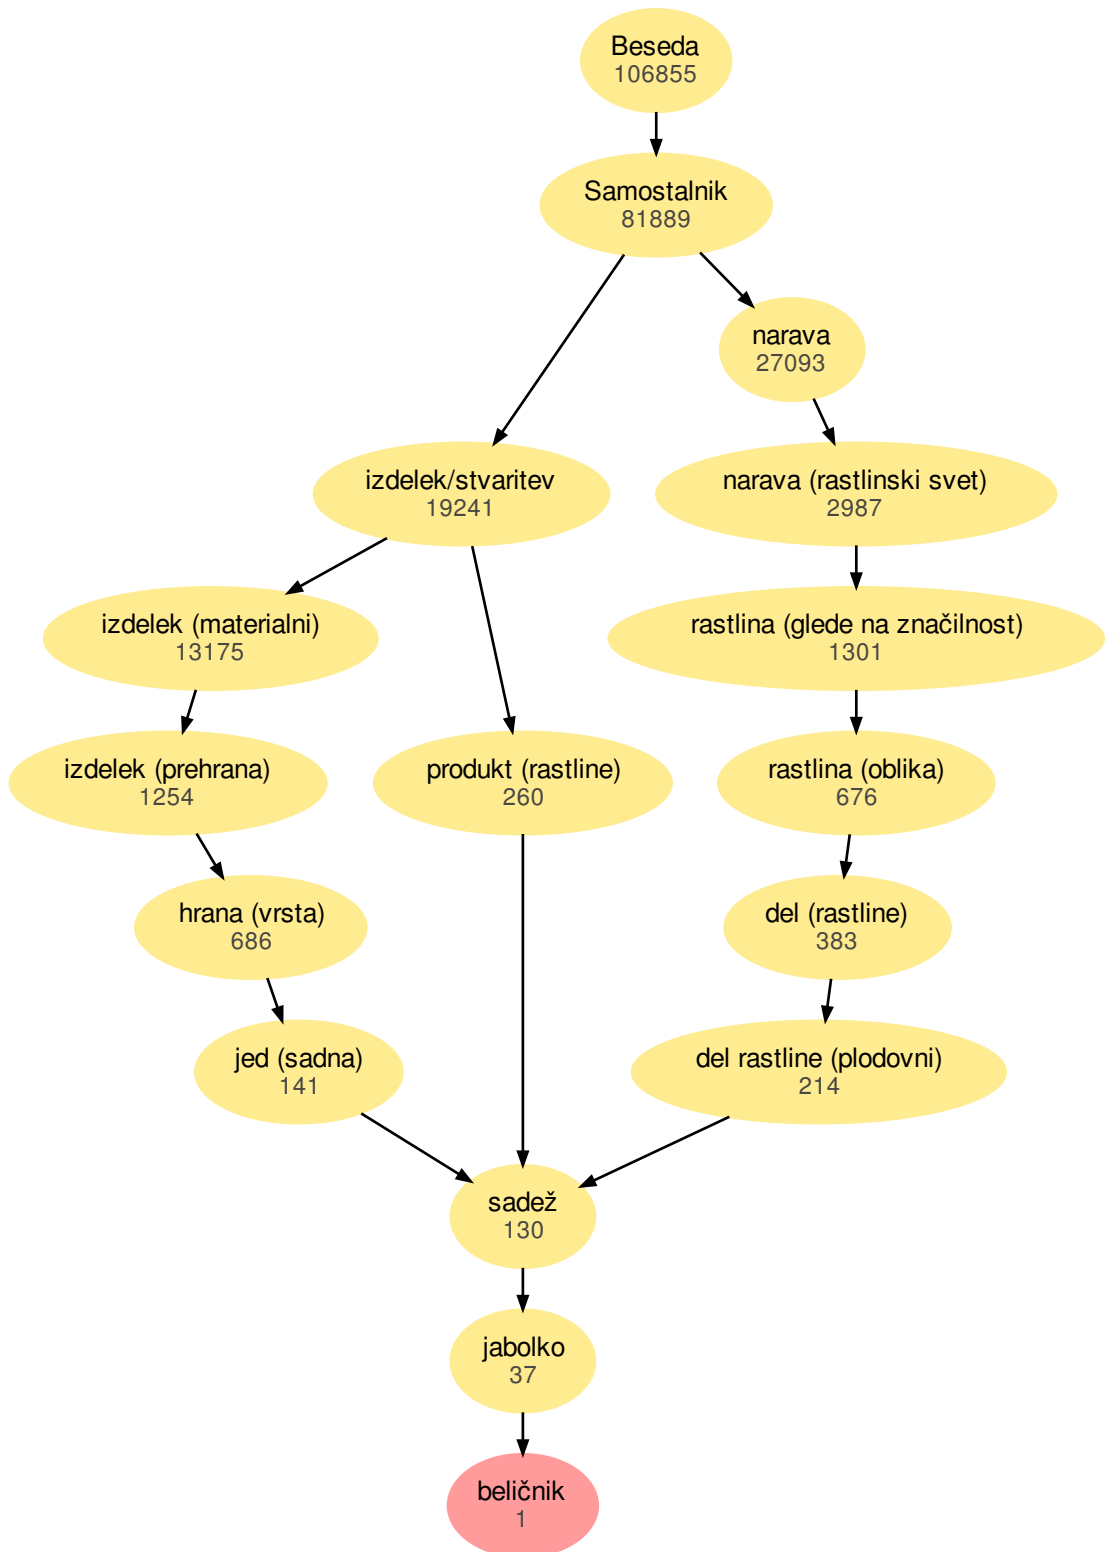 Beseda
106855
Samostalnik
81889
narava
27093
izdelek/stvaritev
19241
narava (rastlinski svet)
2987
izdelek (materialni)
13175
rastlina (glede na značilnost)
1301
izdelek (prehrana)
1254
produkt (rastline)
260
rastlina (oblika)
676
hrana (vrsta)
686
del (rastline)
383
jed (sadna)
141
del rastline (plodovni)
214
sadež
130
jabolko
37
beličnik
1